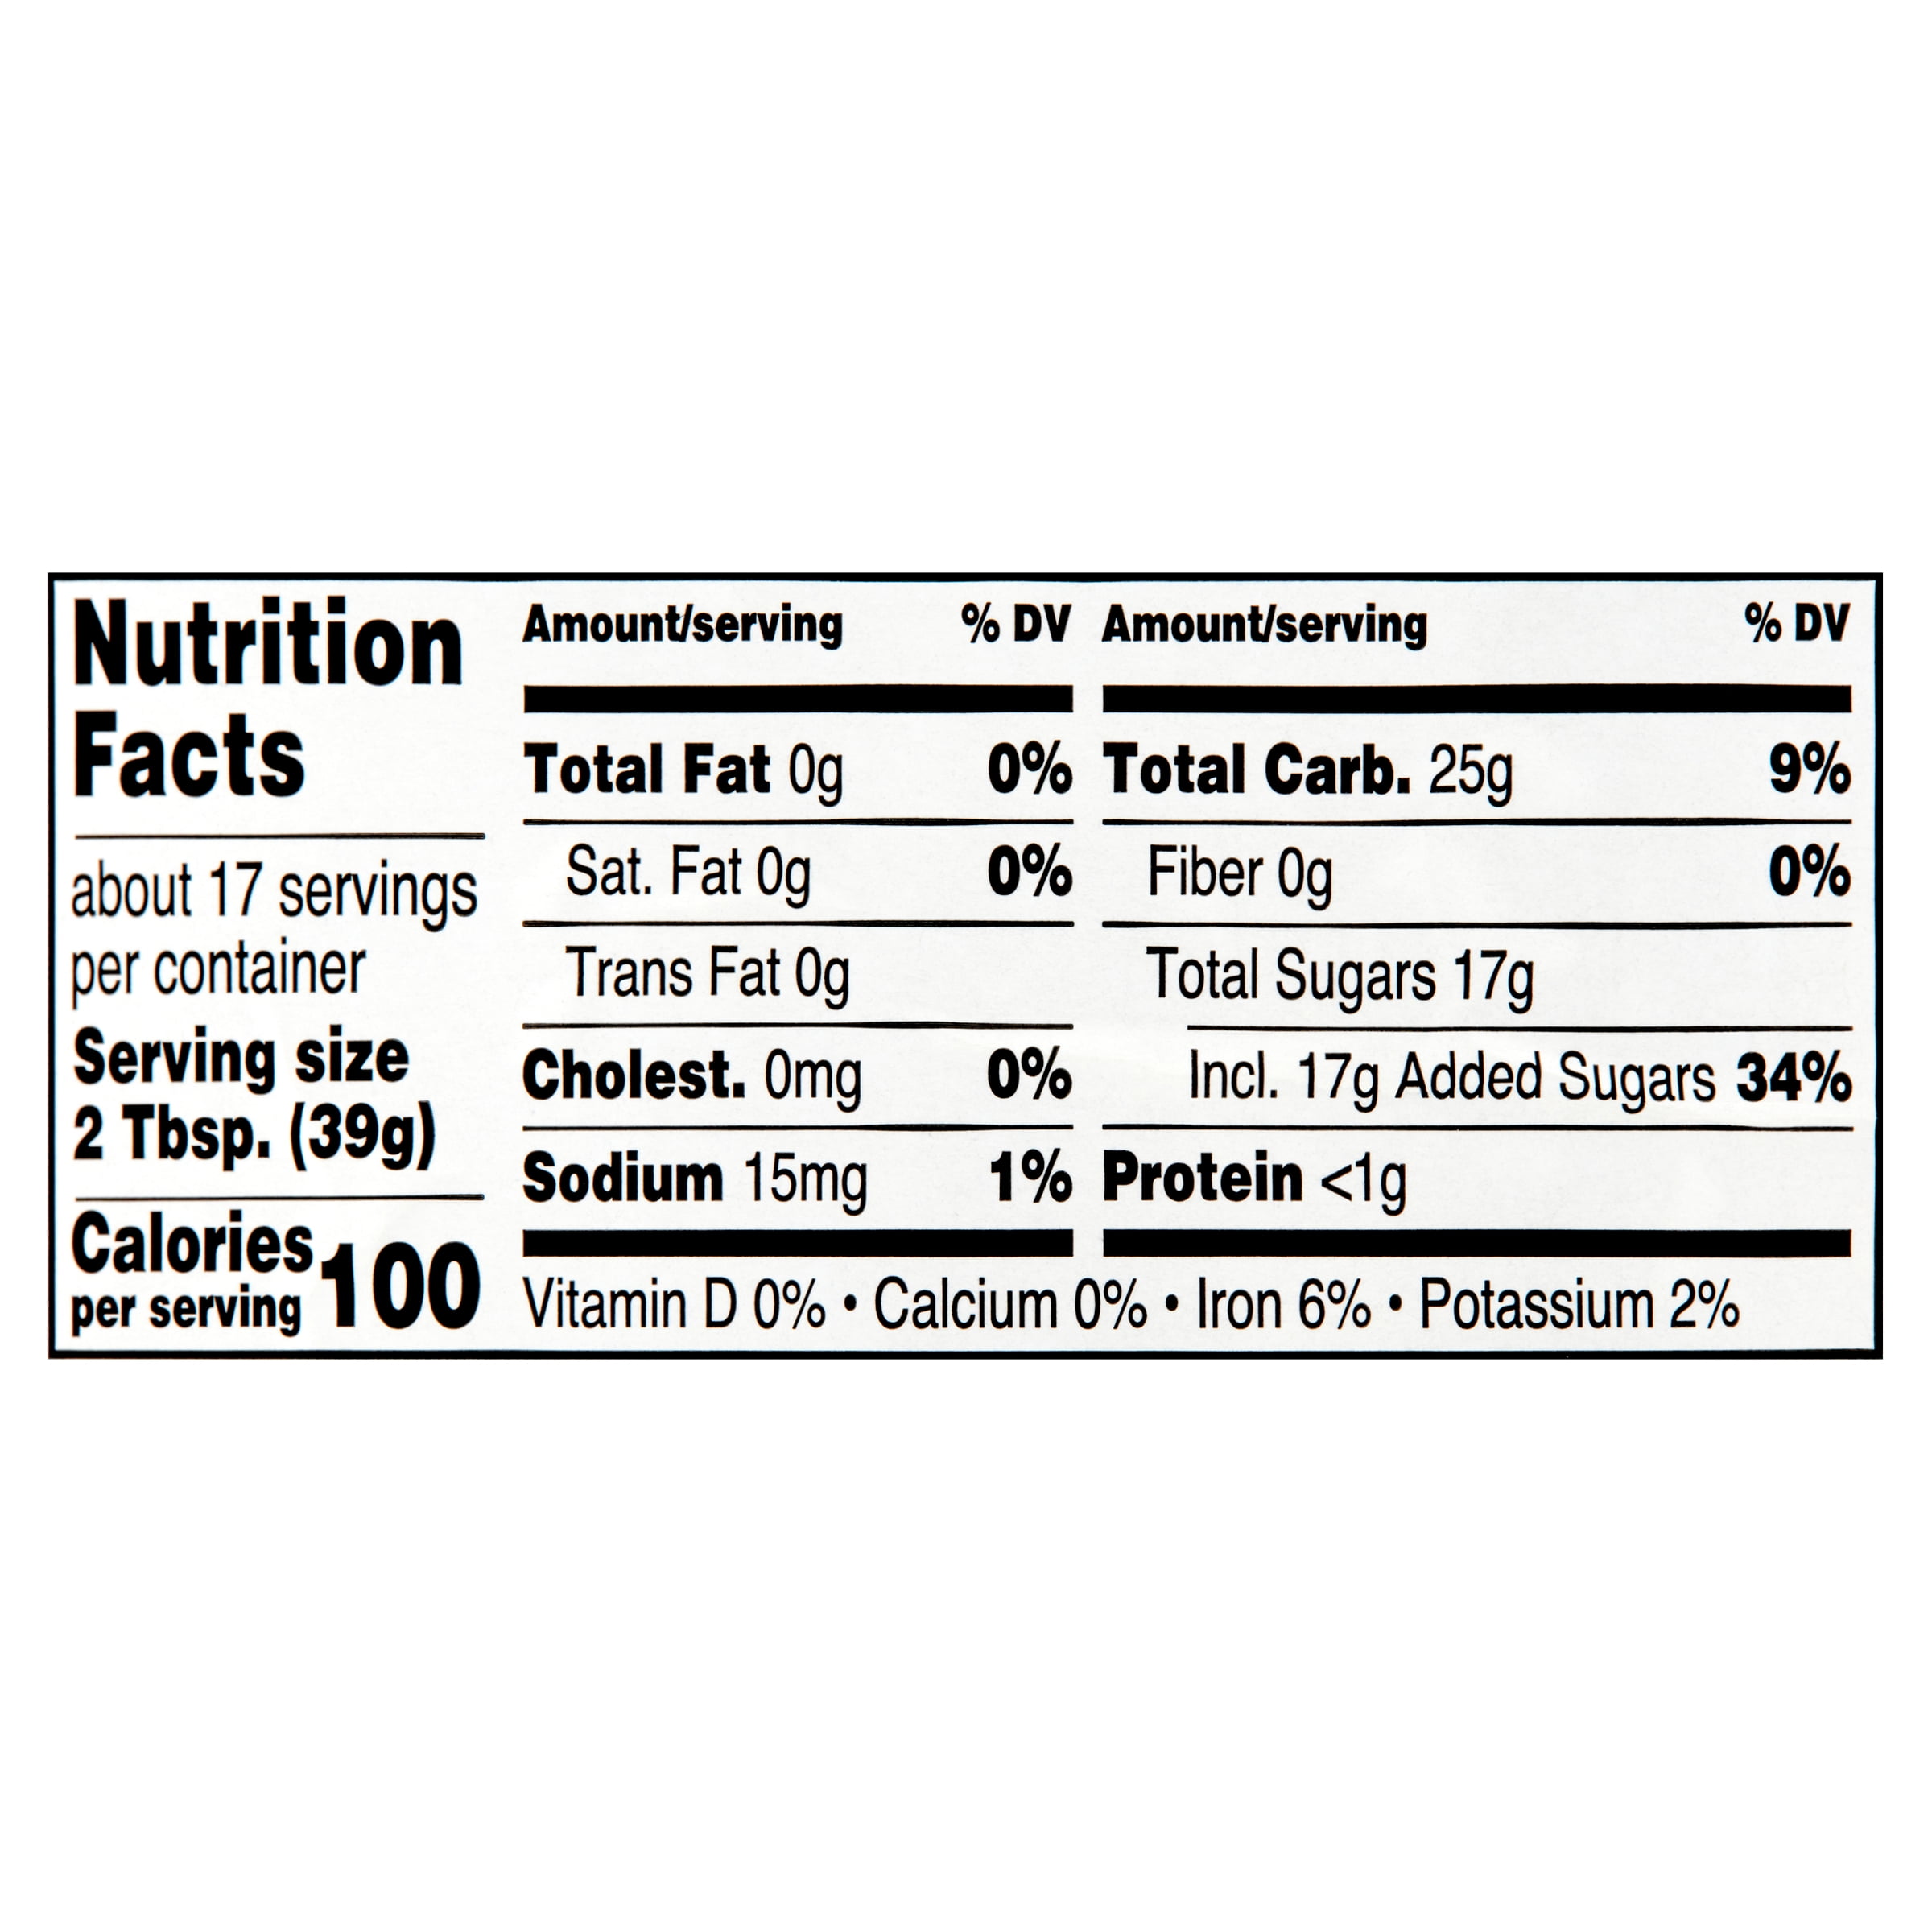 Nutrition
Facts
about 17 servings
per container
Serving size
2 Tbsp. (39g)
Calories
per serving 100
Amount/serving % DV
Total Fat 0g 0%
Sat. Fat 0g 0%
Trans Fat 0g
Cholest. 0mg 0%
Sodium 15mg 1%
Amount/serving % DV
Total Carb. 25g 9%
Fiber 0g 0%
Total Sugars 17g
Incl. 17g Added Sugars 34%
Protein <1g
Vitamin D 0% • Calcium 0% • Iron 6% • Potassium 2%